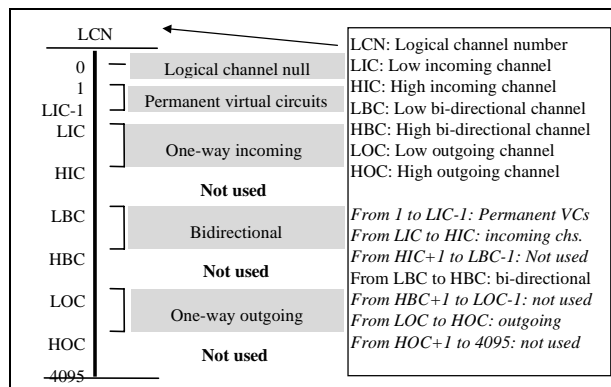 LCN
0
Logical channel null
1
Permanent virtual circuits
LIC-1
LIC
One-way incoming
HIC
Not used
LBC
Bidirectional
HBC
Not used
LOC
One-way outgoing
HOC
Not used
4095
LCN: Logical channel number
LIC: Low incoming channel
HIC: High incoming channel
LBC: Low bi-directional channel
HBC: High bi-directional channel
LOC: Low outgoing channel
HOC: High outgoing channel
From 1 to LIC-1: Permanent VCs
From LIC to HIC: incoming chs.
From HIC+1 to LBC-1: Not used
From LBC to HBC: bi-directional
From HBC+1 to LOC-1: not used
From LOC to HOC: outgoing
From HOC+1 to 4095: not used